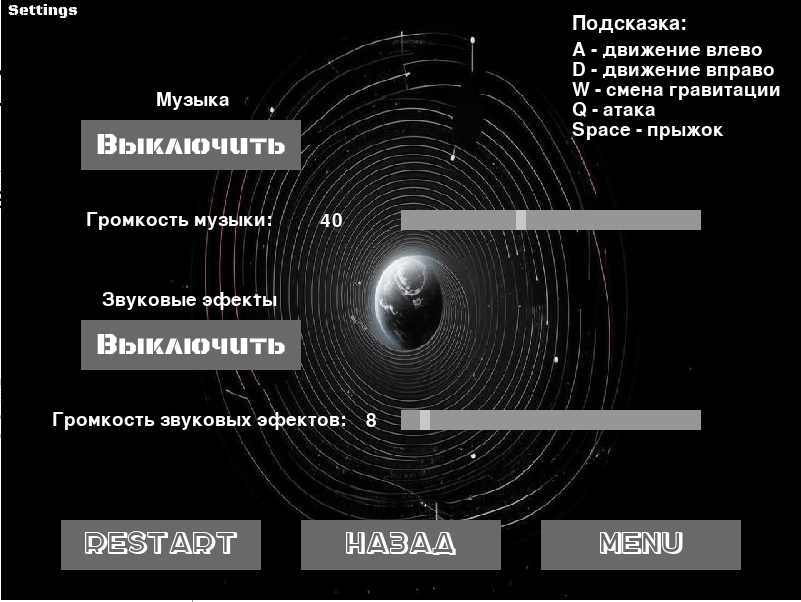 Settings
Подсказка:
A - движение влево
D - движение вправо
W - смена гравитации
Q - атака
Space - прыжок
Музыка
Выключить
Громкость музыки: 40
Звуковые эфекты
Выключить
Громкость звуковых эфектов: 8
RESTART
НАЗАД
MENU